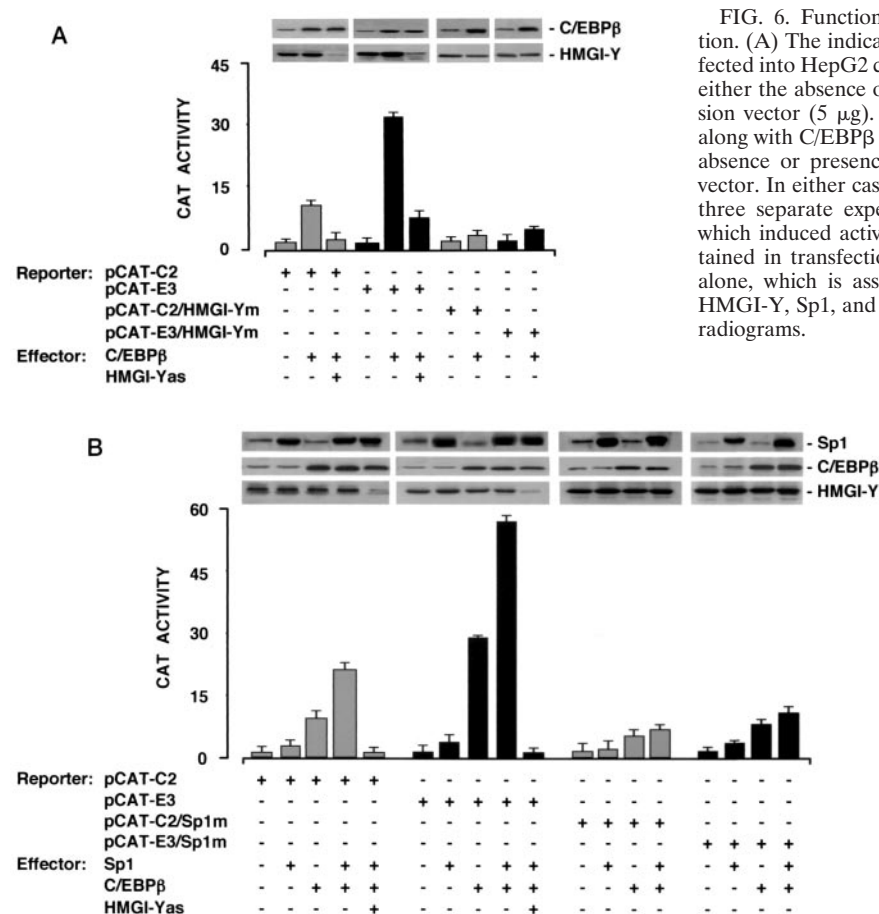 A
- C/EBPβ
- HMGI-Y
45
30
15
0
CAT ACTIVITY
Reporter: pCAT-C2 + + + - - - - - - -
pCAT-E3 - - - + + + - - - -
pCAT-C2/HMGI-Ym - - - - - - + + - -
pCAT-E3/HMGI-Ym - - - - - - - - + +
Effector: C/EBPβ - + + - + + - + - +
HMGI-Yas - - + - - + - - - -
FIG. 6. Function
tion. (A) The indica
fected into HepG2 c
either the absence o
sion vector (5 μg).
along with C/EBPβ
absence or presenc
vector. In either cas
three separate expe
which induced activ
tained in transfectio
alone, which is ass
HMGI-Y, Sp1, and
radiograms.
B
- Sp1
- C/EBPβ
- HMGI-Y
60
45
30
15
0
CAT ACTIVITY
Reporter: pCAT-C2 + + + + + - - - - - - - - - - - - -
pCAT-E3 - - - - - + + + + + - - - - - - - -
pCAT-C2/Sp1m - - - - - - - - - - + + + + - - - -
pCAT-E3/Sp1m - - - - - - - - - - - - - - + + + +
Effector: Sp1 - + - + + - + - + + - + - + - + - +
C/EBPβ - - + + + - - + + + - - + + - - + +
HMGI-Yas - - - - + - - - - + - - - - - - - -